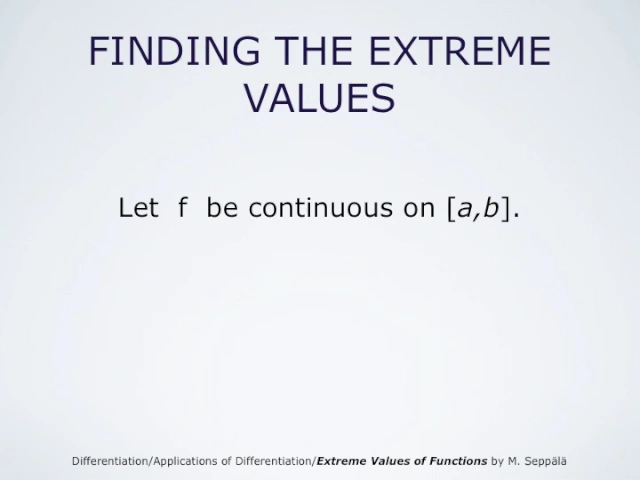 FINDING THE EXTREME
VALUES
Let f be continuous on [a,b].
Differentiation/Applications of Differentiation/Extreme Values of Functions by M. Seppälä